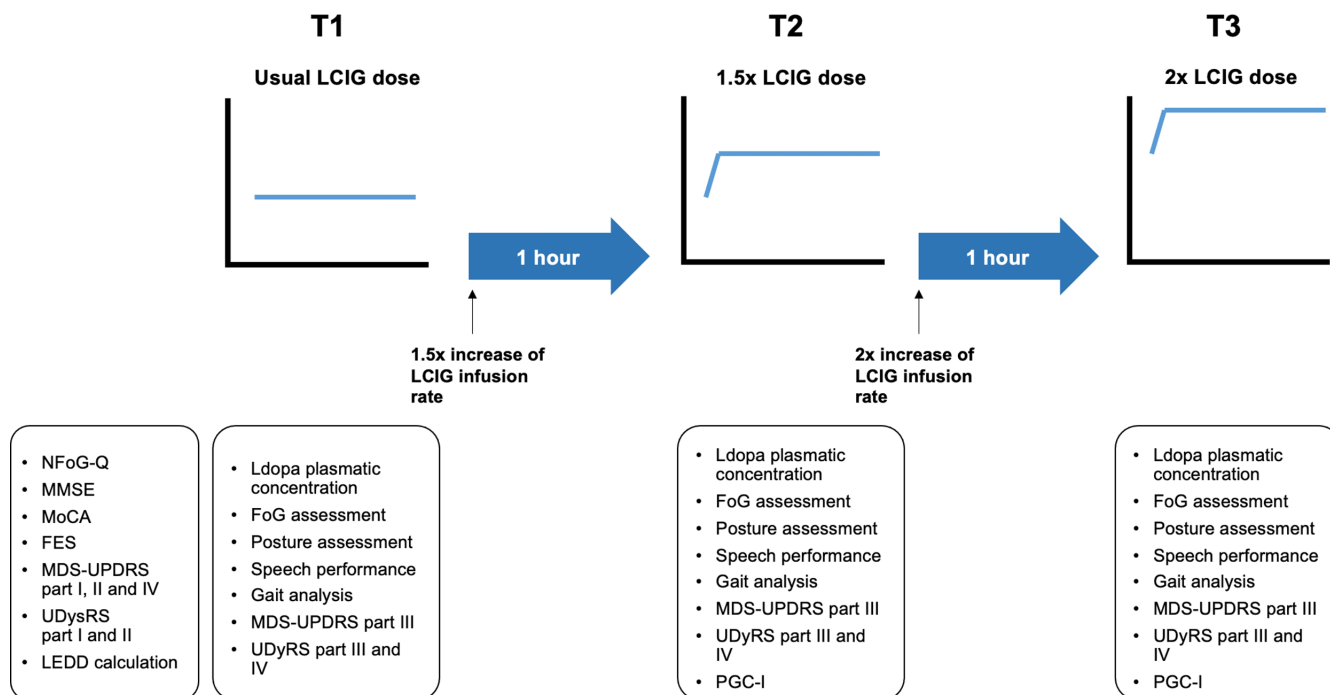 T1
Usual LCIG dose
T2
1.5x LCIG dose
T3
2x LCIG dose
1 hour
1 hour
1.5x increase of
LCIG infusion
rate
2x increase of
LCIG infusion
rate
• NFoG-Q
• MMSE
• MoCA
• FES
• MDS-UPDRS
part I, II and IV
• UDysRS
part I and II
• LEDD calculation
• Ldopa plasmatic
concentration
• FoG assessment
• Posture assessment
• Speech performance
• Gait analysis
• MDS-UPDRS part III
• UDyRS part III and
IV
• Ldopa plasmatic
concentration
• FoG assessment
• Posture assessment
• Speech performance
• Gait analysis
• MDS-UPDRS part III
• UDyRS part III and
IV
• PGC-I
• Ldopa plasmatic
concentration
• FoG assessment
• Posture assessment
• Speech performance
• Gait analysis
• MDS-UPDRS part III
• UDyRS part III and
IV
• PGC-I